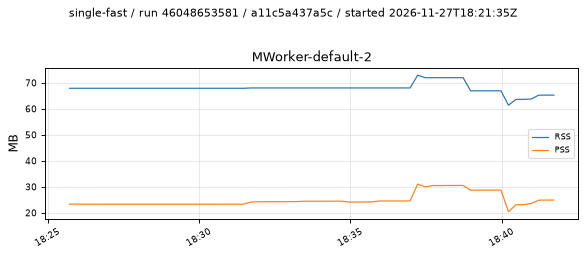 single-fast / run 46048653581 / a11c5a437a5c / started 2026-11-27T18:21:35Z
MWorker-default-2
MB
70
60
50
40
30
20
RSS
PSS
18:25
18:30
18:35
18:40